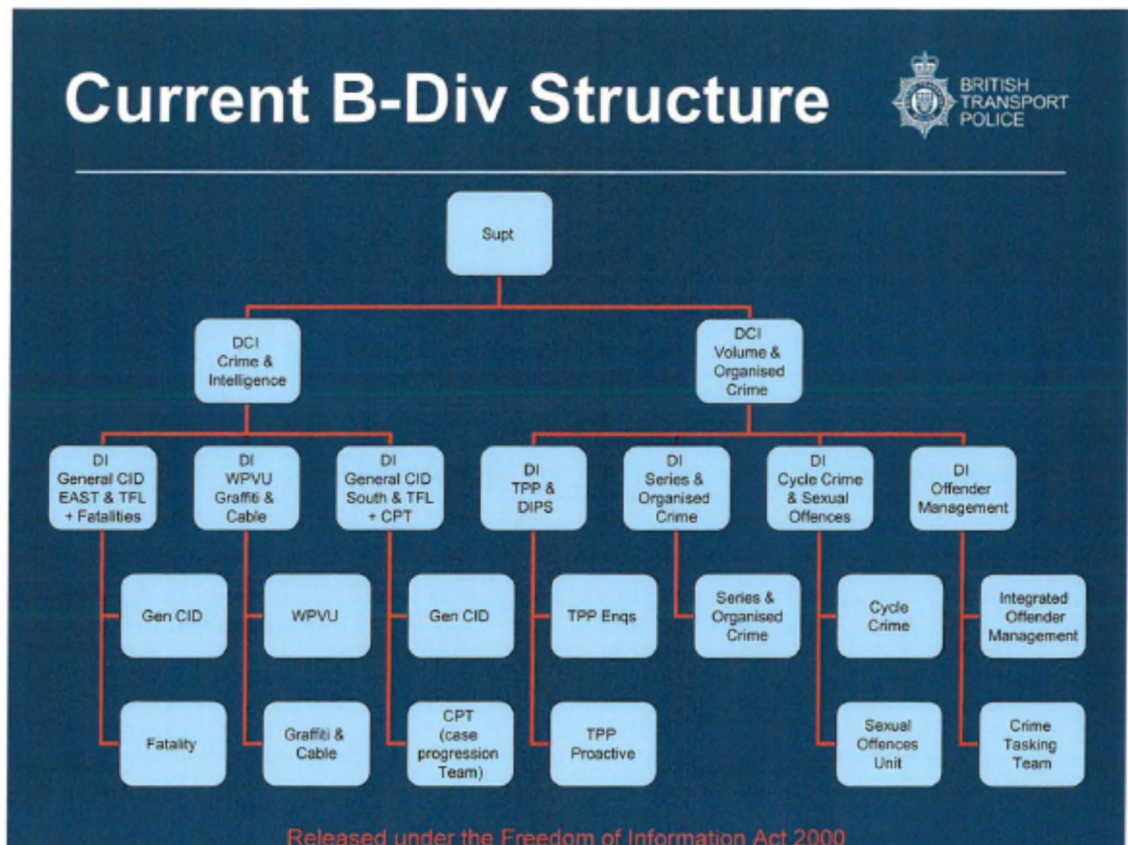 Current B-Div Structure
BRITISH
TRANSPORT
POLICE
Supt
DCI
Crime &
Intelligence
DCI
Volume &
Organised
Crime
DI
General CID
EAST & TFL
+ Fatalities
DI
WPVU
Graffiti &
Cable
DI
General CID
South & TFL
+ CPT
DI
TPP &
DIPS
DI
Series &
Organised
Crime
DI
Cycle Crime
& Sexual
Offences
DI
Offender
Management
Gen CID
WPVU
Gen CID
TPP Enqs
Series &
Organised
Crime
Cycle
Crime
Integrated
Offender
Management
Fatality
Graffiti &
Cable
CPT
(case
progression
Team)
TPP
Proactive
Sexual
Offences
Unit
Crime
Tasking
Team
Released under the Freedom of Information Act 2000